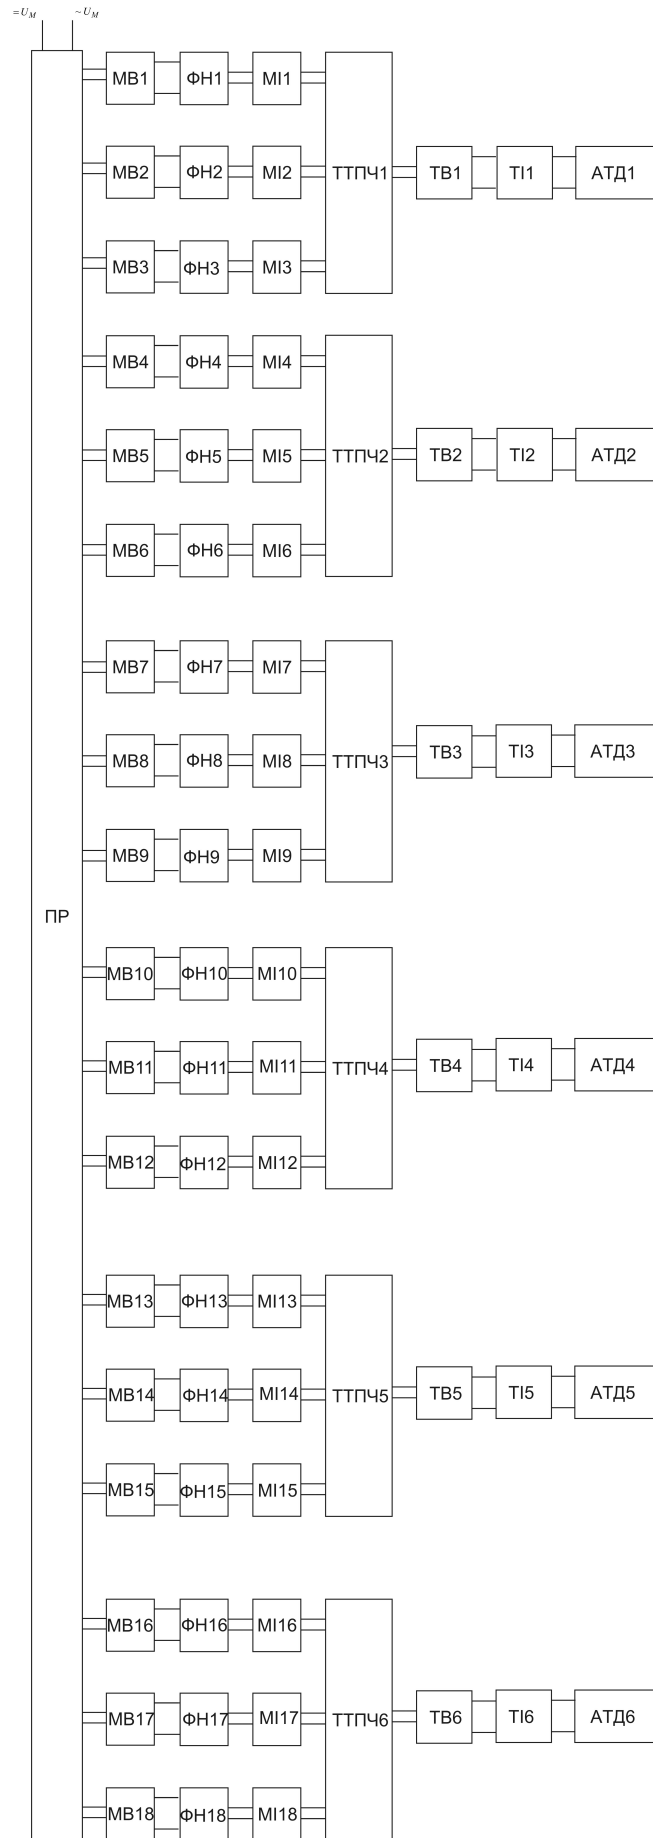 =U_M ~U_M
МВ1 ФН1 МІ1
МВ2 ФН2 МІ2 ТТПЧ1 ТВ1 ТІ1 АТД1
МВ3 ФН3 МІ3
МВ4 ФН4 МІ4
МВ5 ФН5 МІ5 ТТПЧ2 ТВ2 ТІ2 АТД2
МВ6 ФН6 МІ6
МВ7 ФН7 МІ7
МВ8 ФН8 МІ8 ТТПЧ3 ТВ3 ТІ3 АТД3
МВ9 ФН9 МІ9
ПР
МВ10 ФН10 МІ10
МВ11 ФН11 МІ11 ТТПЧ4 ТВ4 ТІ4 АТД4
МВ12 ФН12 МІ12
МВ13 ФН13 МІ13
МВ14 ФН14 МІ14 ТТПЧ5 ТВ5 ТІ5 АТД5
МВ15 ФН15 МІ15
МВ16 ФН16 МІ16
МВ17 ФН17 МІ17 ТТПЧ6 ТВ6 ТІ6 АТД6
МВ18 ФН18 МІ18